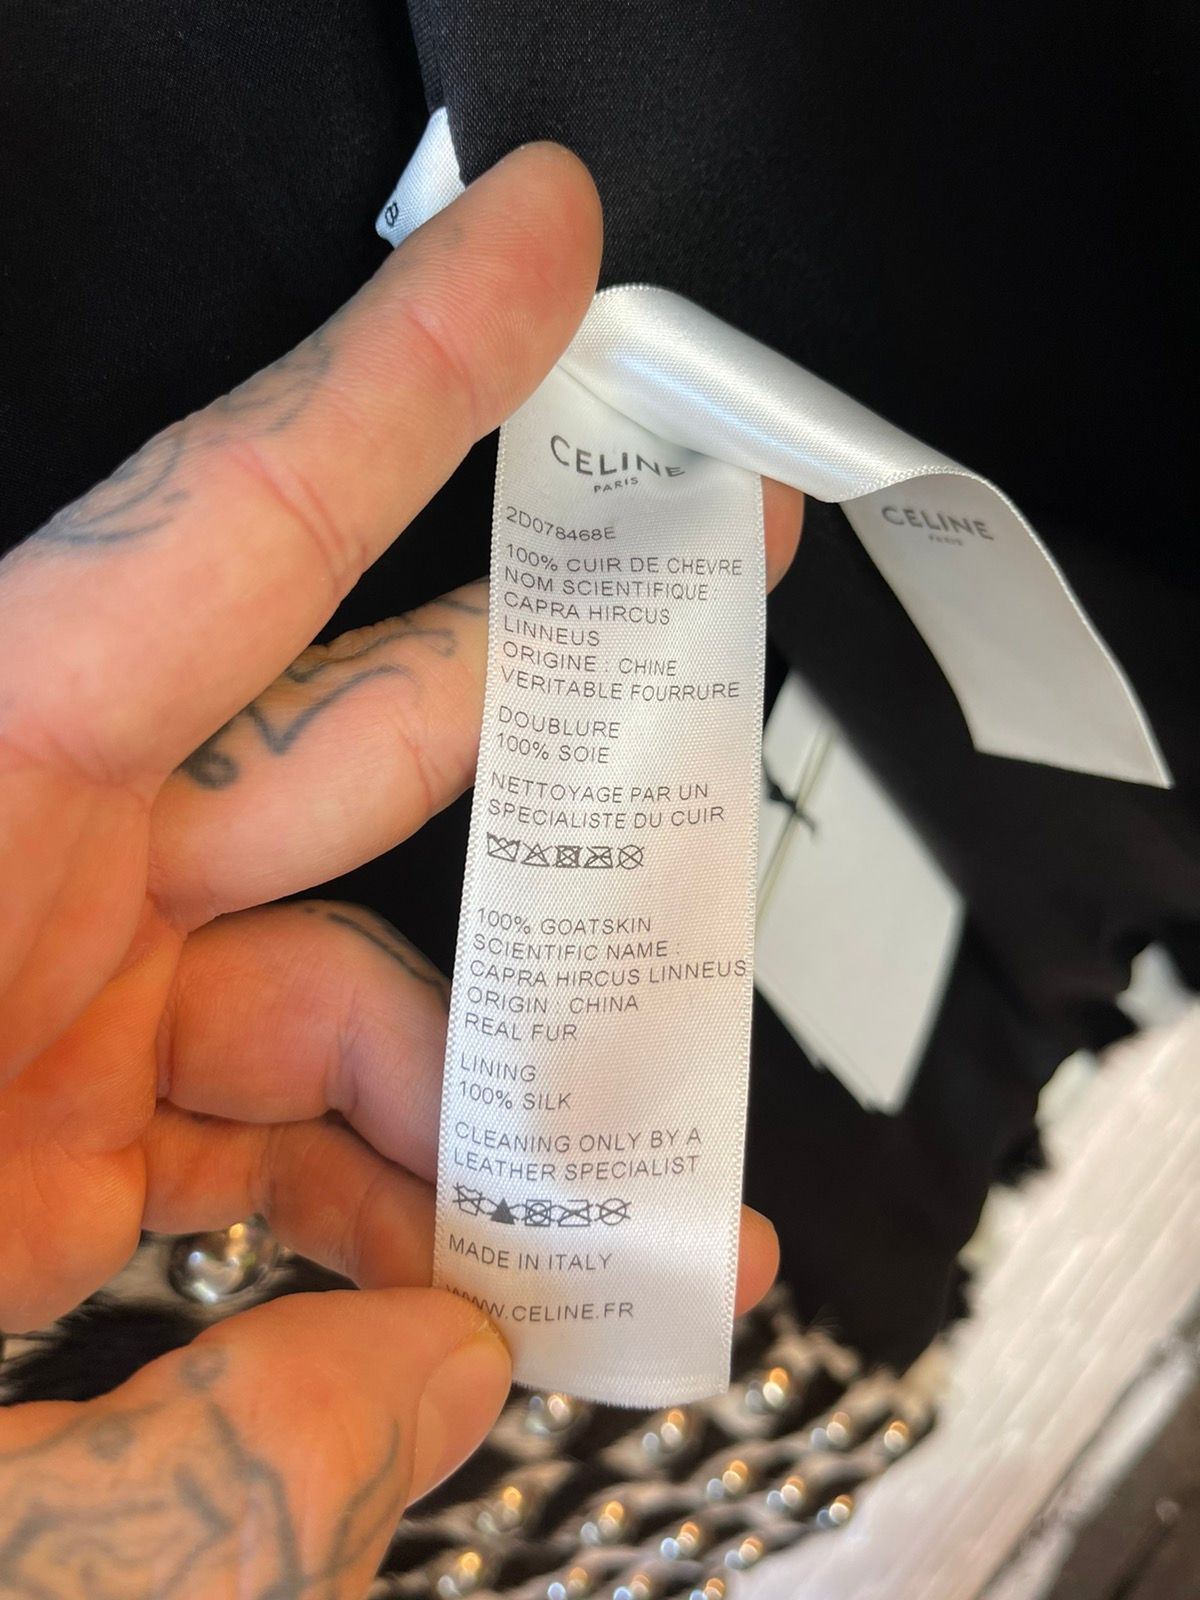 8
CELINE
PARIS
2D078468E
100% CUIR DE CHEVRE
NOM SCIENTIFIQUE :
CAPRA HIRCUS
LINNEUS
ORIGINE : CHINE
VERITABLE FOURRURE
DOUBLURE
100% SOIE
NETTOYAGE PAR UN
SPECIALISTE DU CUIR
100% GOATSKIN
SCIENTIFIC NAME :
CAPRA HIRCUS LINNEUS
ORIGIN : CHINA
REAL FUR
LINING
100% SILK
CLEANING ONLY BY A
LEATHER SPECIALIST
MADE IN ITALY
WWW.CELINE.FR
CELINE
PARIS